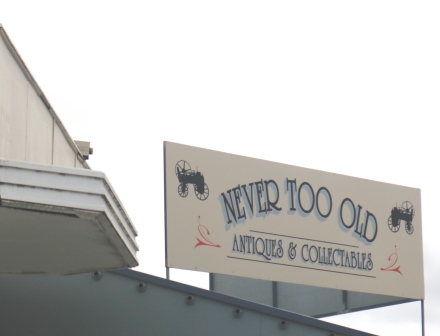 NEVER TOO OLD
ANTIQUES & COLLECTABLES